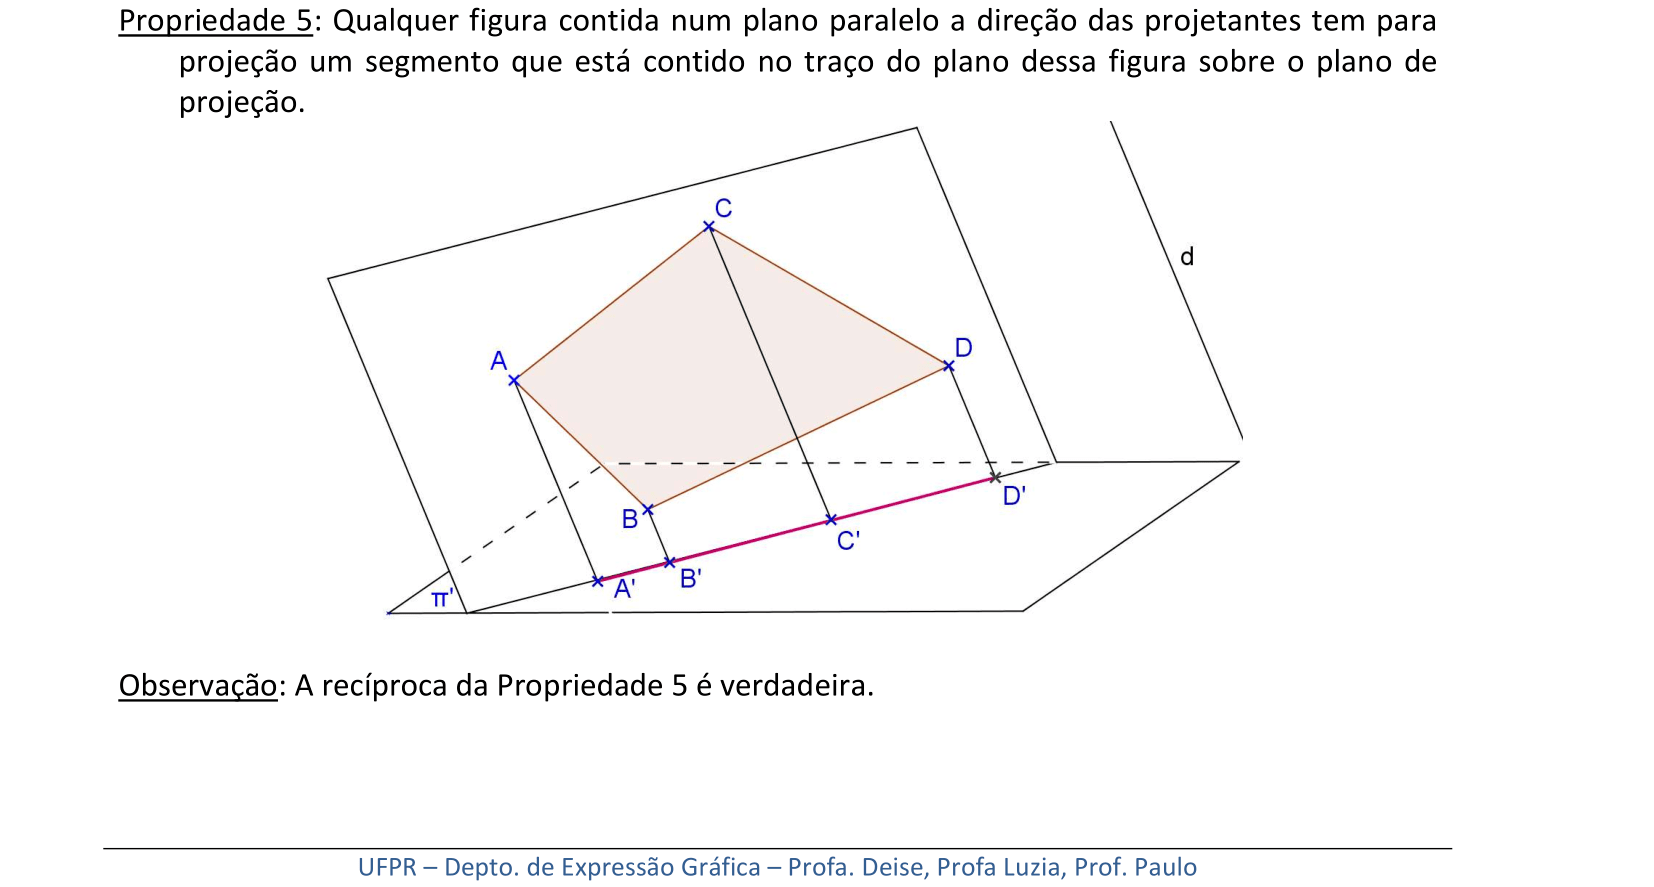 Propriedade 5: Qualquer figura contida num plano paralelo a direção das projetantes tem para
projeção um segmento que está contido no traço do plano dessa figura sobre o plano de
projeção.
C
d
A
D
B
D'
C'
A'
B'
π'
Observação: A recíproca da Propriedade 5 é verdadeira.
UFPR – Depto. de Expressão Gráfica – Profa. Deise, Profa Luzia, Prof. Paulo